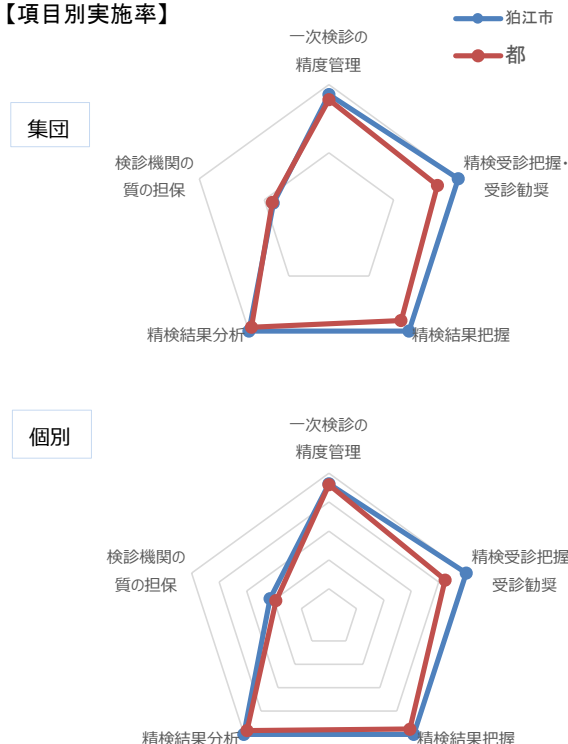 【項目別実施率】
狛江市
都
集団
一次検診の
精度管理
精検受診把握・
受診勧奨
精検結果把握
精検結果分析
検診機関の
質の担保
個別
一次検診の
精度管理
精検受診把握
受診勧奨
精検結果把握
精検結果分析
検診機関の
質の担保